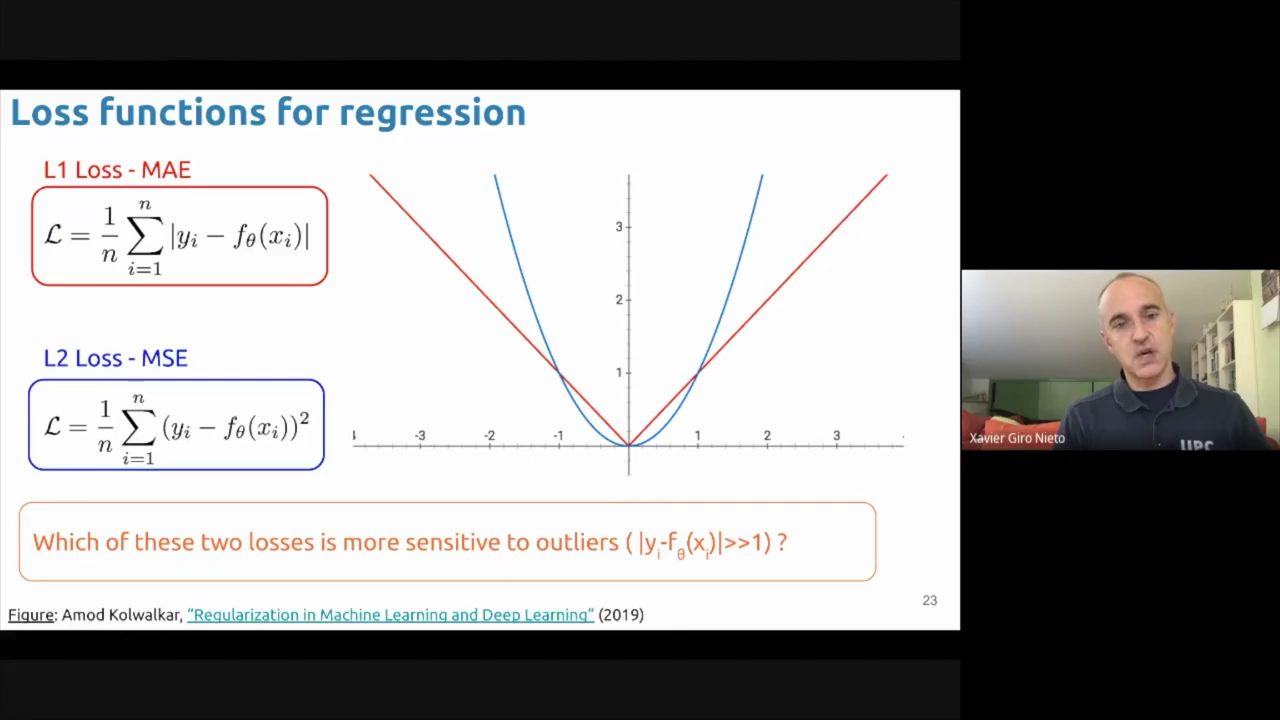 Loss functions for regression
L1 Loss - MAE
ℒ = 1/n ∑_{i=1}^{n} |y_i − f_θ(x_i)|
L2 Loss - MSE
ℒ = 1/n ∑_{i=1}^{n} (y_i − f_θ(x_i))²
3
2
1
-3 -2 -1 1 2 3
Xavier Giro Nieto
UPC
Which of these two losses is more sensitive to outliers ( |y_i-f_θ(x_i)|>>1) ?
23
Figure: Amod Kolwalkar, “Regularization in Machine Learning and Deep Learning” (2019)